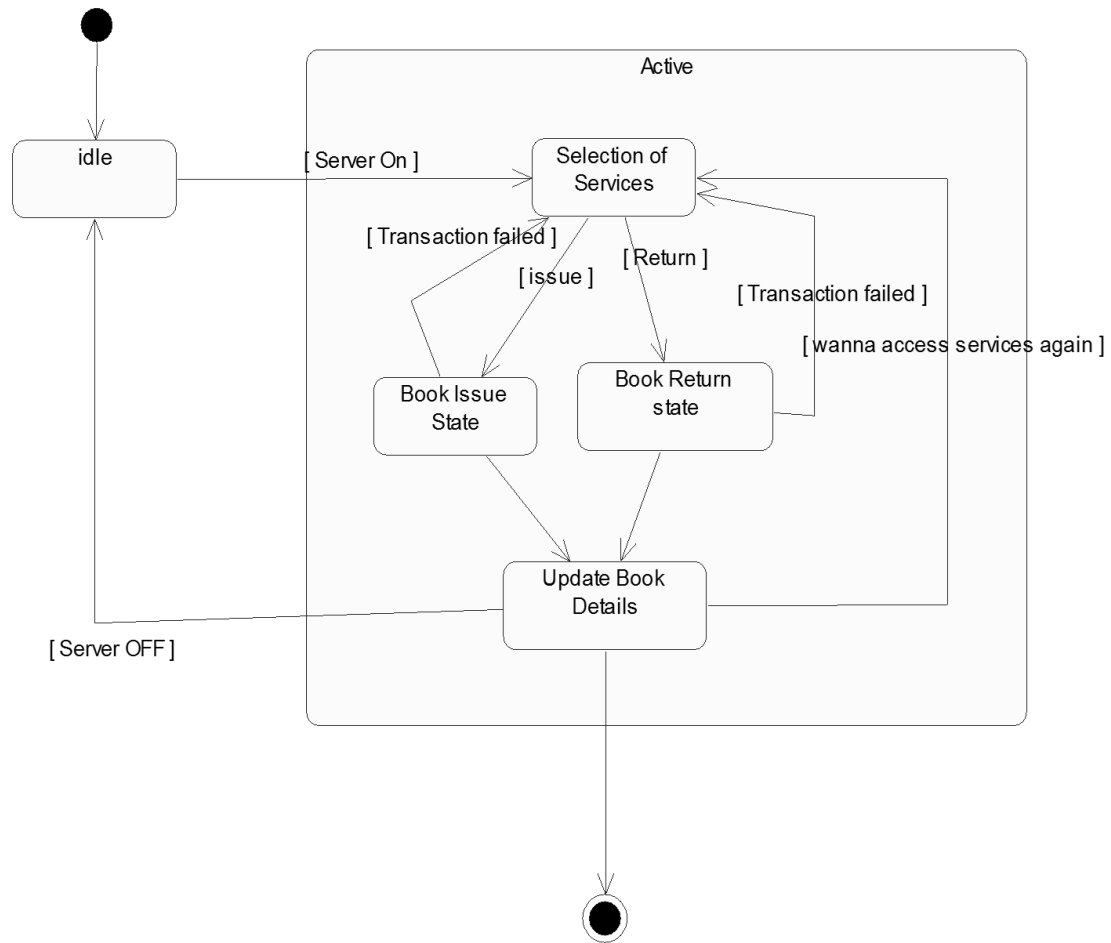 Active
idle
[ Server On ]
Selection of
Services
[ Transaction failed ]
[ issue ]
[ Return ]
[ Transaction failed ]
[ wanna access services again ]
Book Issue
State
Book Return
state
Update Book
Details
[ Server OFF ]